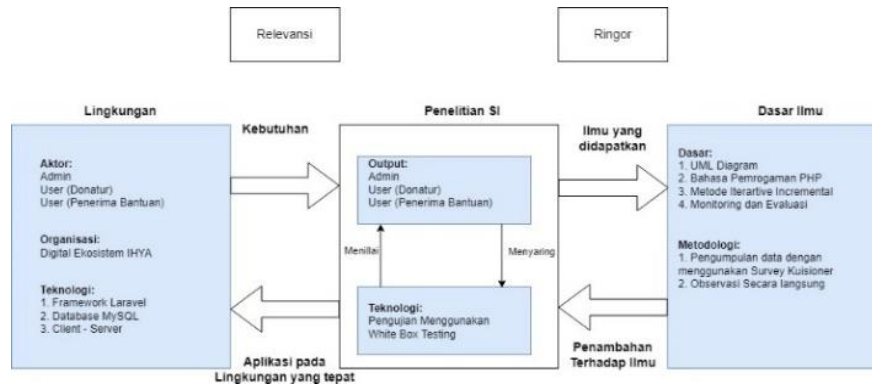 Relevansi
Ringor
Lingkungan
Kebutuhan
Penelitian SI
Ilmu yang
didapatkan
Dasar Ilmu
Aktor:
Admin
User (Donatur)
User (Penerima Bantuan)
Organisasi:
Digital Ekosistem IHYA
Teknologi:
1. Framework Laravel
2. Database MySQL
3. Client - Server
Output:
Admin
User (Donatur)
User (Penerima Bantuan)
Menillai
Menyaring
Teknologi:
Pengujian Menggunakan
White Box Testing
Dasar:
1. UML Diagram
2. Bahasa Pemrogaman PHP
3. Metode Iterartive Incremental
4. Monitoring dan Evaluasi
Metodologi:
1. Pengumpulan data dengan
menggunakan Survey Kuisioner
2. Observasi Secara langsung
Aplikasi pada
Lingkungan yang tepat
Penambahan
Terhadap Ilmu